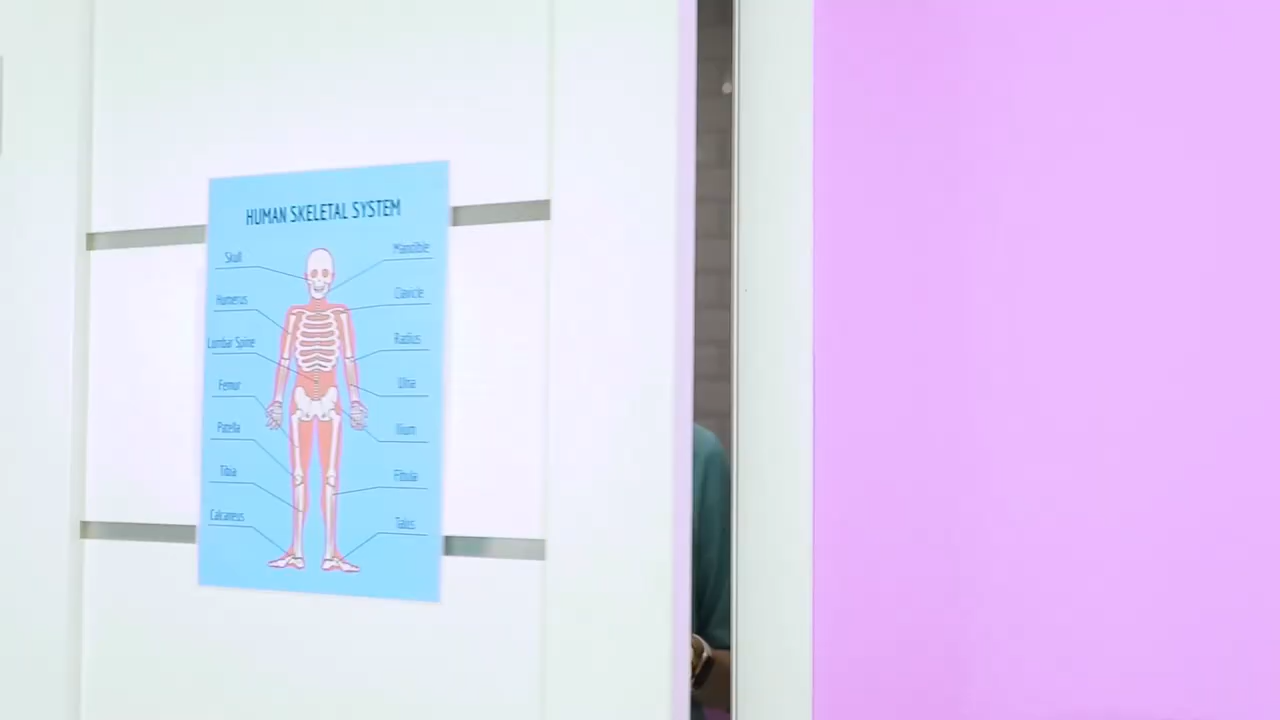 HUMAN SKELETAL SYSTEM
Skull
Mandible
Humerus
Clavicle
Lumbar Spine
Radius
Femur
Ulna
Patella
Ilium
Tibia
Fibula
Calcaneus
Talus